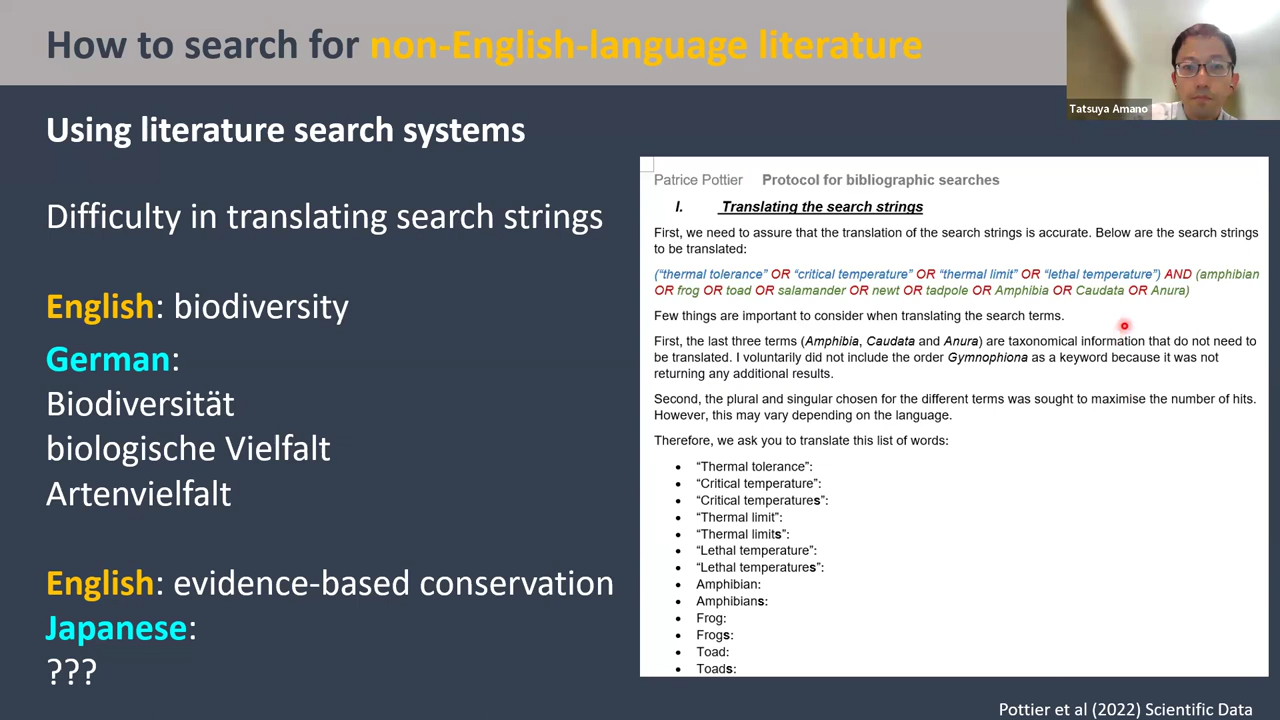 How to search for non-English-language literature
Tatsuya Amano
Using literature search systems
Difficulty in translating search strings
English: biodiversity
German:
Biodiversität
biologische Vielfalt
Artenvielfalt
English: evidence-based conservation
Japanese:
???
Patrice Pottier Protocol for bibliographic searches
I. Translating the search strings
First, we need to assure that the translation of the search strings is accurate. Below are the search strings
to be translated:
(“thermal tolerance” OR “critical temperature” OR “thermal limit” OR “lethal temperature”) AND (amphibian
OR frog OR toad OR salamander OR newt OR tadpole OR Amphibia OR Caudata OR Anura)
Few things are important to consider when translating the search terms.
First, the last three terms (Amphibia, Caudata and Anura) are taxonomical information that do not need to
be translated. I voluntarily did not include the order Gymnophiona as a keyword because it was not
returning any additional results.
Second, the plural and singular chosen for the different terms was sought to maximise the number of hits.
However, this may vary depending on the language.
Therefore, we ask you to translate this list of words:
• “Thermal tolerance”:
• “Critical temperature”:
• “Critical temperatures”:
• “Thermal limit”:
• “Thermal limits”:
• “Lethal temperature”:
• “Lethal temperatures”:
• Amphibian:
• Amphibians:
• Frog:
• Frogs:
• Toad:
• Toads:
Pottier et al (2022) Scientific Data